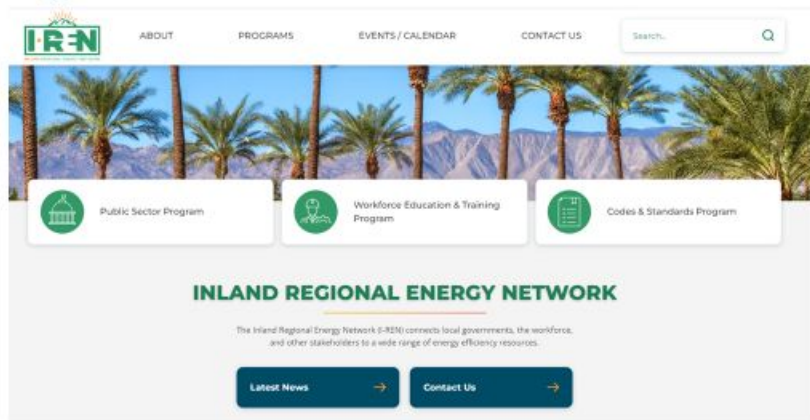 I-REN
ABOUT
PROGRAMS
EVENTS / CALENDAR
CONTACT US
Search..
Public Sector Program
Workforce Education & Training
Program
Codes & Standards Program
INLAND REGIONAL ENERGY NETWORK
The Inland Regional Energy Network (I-REN) connects local governments, the workforce,
and other stakeholders to a wide range of energy efficiency resources.
Latest News
Contact Us